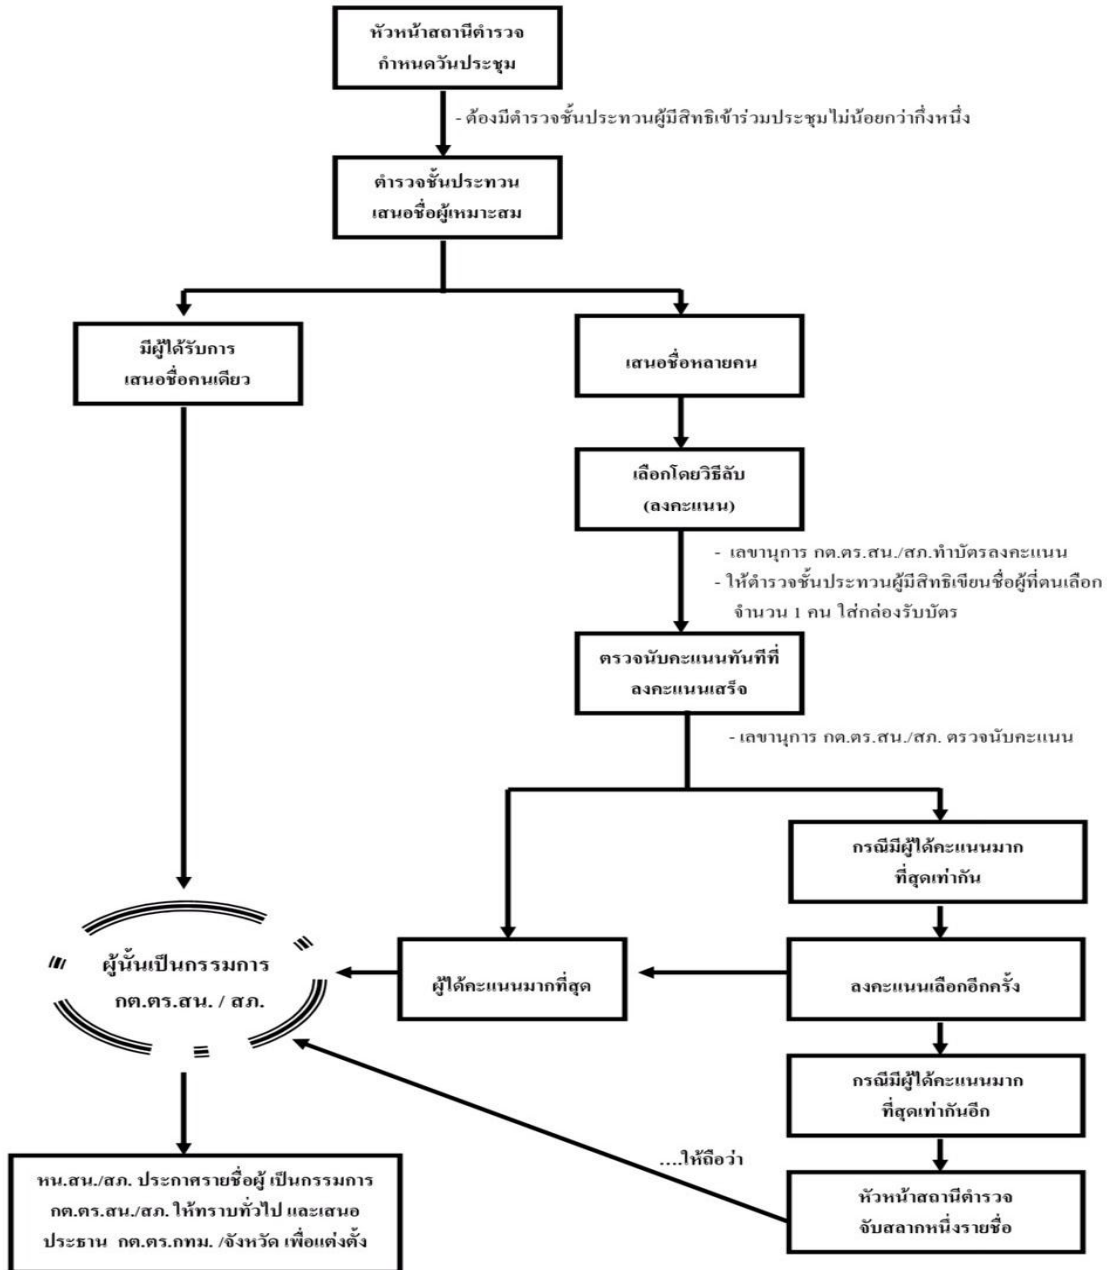 หัวหน้าสถานีตำรวจ
กำหนดวันประชุม
- ต้องมีตำรวจชั้นประทวนผู้มีสิทธิเข้าร่วมประชุมไม่น้อยกว่ากึ่งหนึ่ง
ตำรวจชั้นประทวน
เสนอชื่อผู้เหมาะสม
มีผู้ได้รับการ
เสนอชื่อคนเดียว
เสนอชื่อหลายคน
เลือกโดยวิธีลับ
(ลงคะแนน)
- เลขานุการ กต.ตร.สน./สภ.ทำบัตรลงคะแนน
- ให้ตำรวจชั้นประทวนผู้มีสิทธิเขียนชื่อผู้ที่ตนเลือก
จำนวน 1 คน ใส่กล่องรับบัตร
ตรวจนับคะแนนทันทีที่
ลงคะแนนเสร็จ
- เลขานุการ กต.ตร.สน./สภ. ตรวจนับคะแนน
กรณีมีผู้ได้คะแนนมาก
ที่สุดเท่ากัน
ผู้นั้นเป็นกรรมการ
กต.ตร.สน. / สภ.
ผู้ได้คะแนนมากที่สุด
ลงคะแนนเลือกอีกครั้ง
กรณีมีผู้ได้คะแนนมาก
ที่สุดเท่ากันอีก
....ให้ถือว่า
หัวหน้าสถานีตำรวจ
จับสลากหนึ่งรายชื่อ
หน.สน./สภ. ประกาศรายชื่อผู้ เป็นกรรมการ
กต.ตร.สน./สภ. ให้ทราบทั่วไป และเสนอ
ประธาน กต.ตร.กทม. /จังหวัด เพื่อแต่งตั้ง